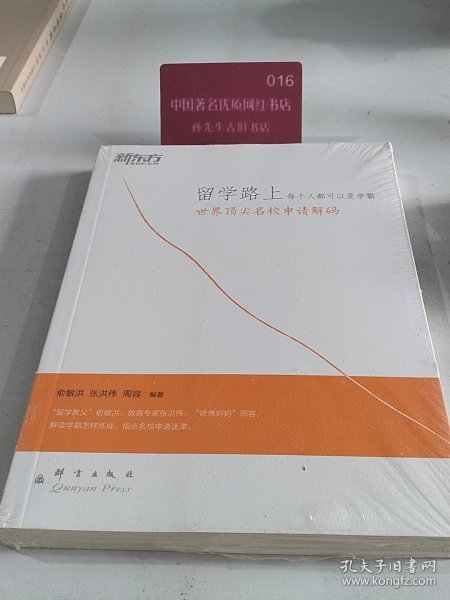 016
中国著名优质网红书店
孙先生古旧书店
新东方
XDF.CN
留学路上 每个人都可以是学霸
世界顶尖名校申请解码
俞敏洪 张洪伟 周容 编著
“留学教父”俞敏洪、教育专家张洪伟、“哈佛妈妈”周容，
解读学霸怎样炼成，指点名校申请迷津。
群言出版社
Qunyan Press
孔夫子旧书网
www.kongfz.com